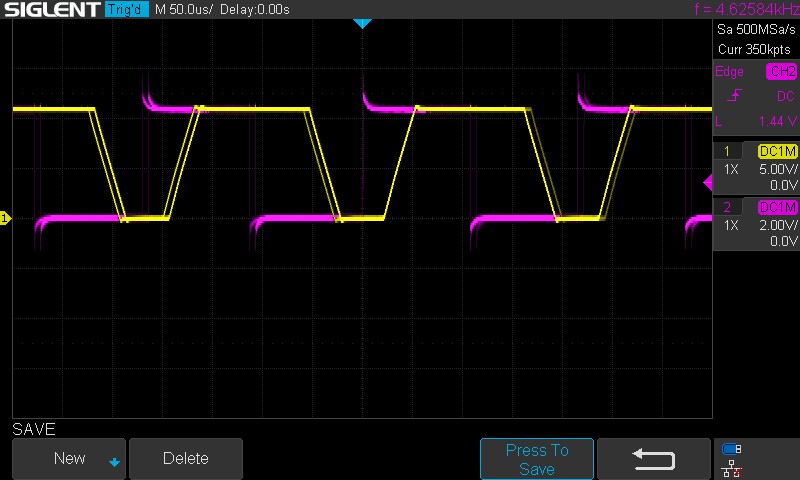 SIGLENT Trig'd M 50.0us/ Delay:0.00s f = 4.62584kHz
Sa 500MSa/s
Curr 350kpts
Edge CH2
DC
L 1.44 V
1 DC1M
1X 5.00V/
0.0V
2 DC1M
1X 2.00V/
0.0V
1
SAVE
New Delete Press To
Save